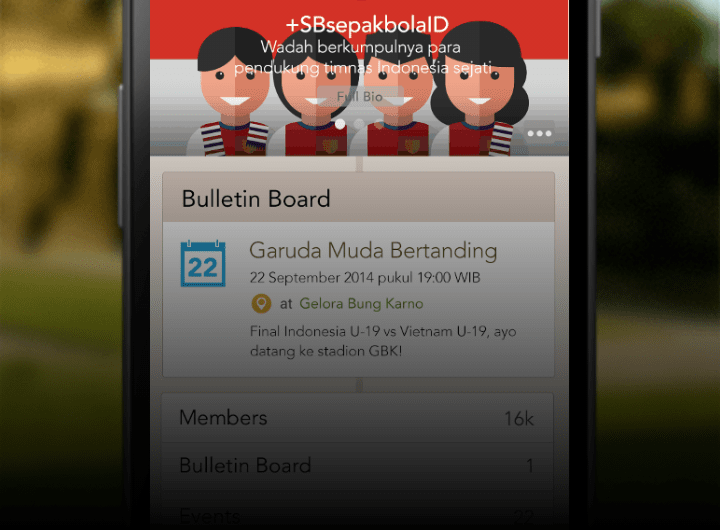 +SBsepakbolaID
Wadah berkumpulnya para
pendukung timnas Indonesia sejati
Full Bio
Bulletin Board
22
Garuda Muda Bertanding
22 September 2014 pukul 19:00 WIB
at Gelora Bung Karno
Final Indonesia U-19 vs Vietnam U-19, ayo
datang ke stadion GBK!
Members 16k
Bulletin Board 1
Events 22